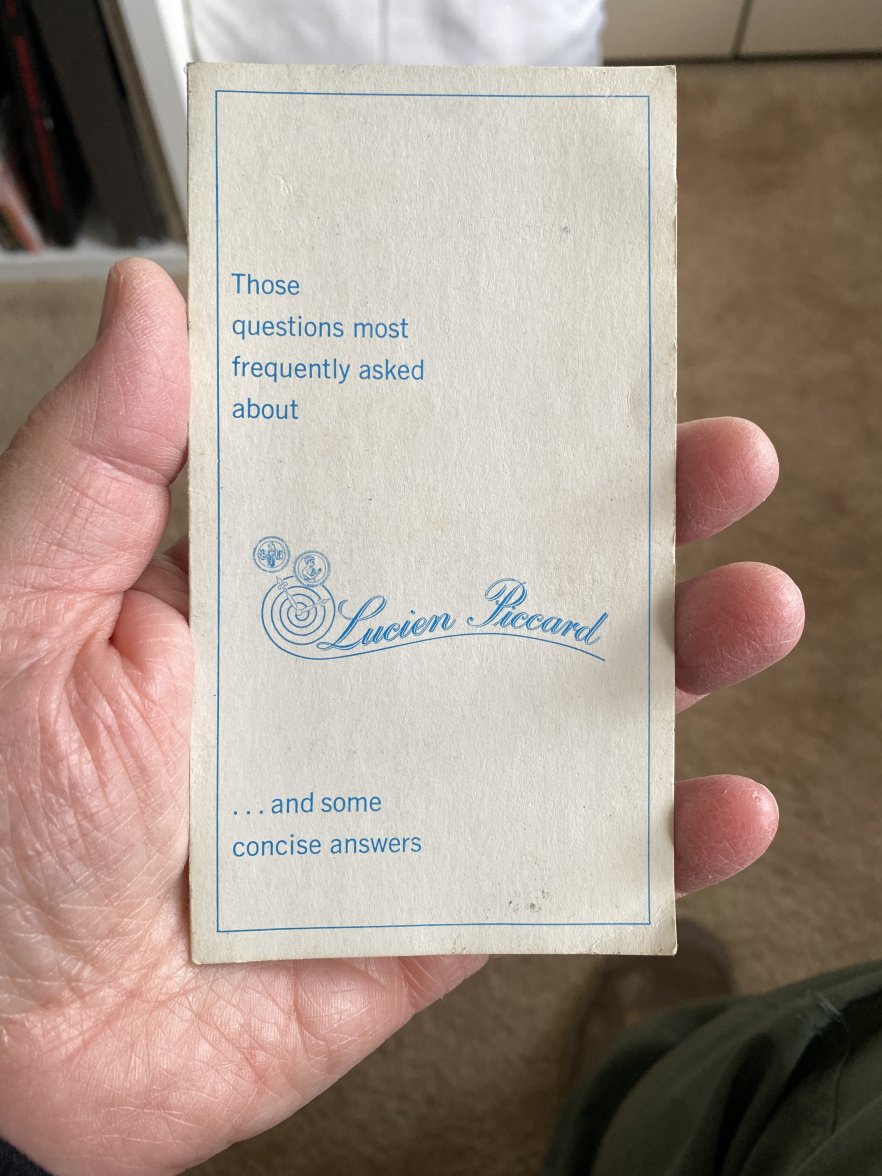 Those
questions most
frequently asked
about
Lucien Piccard
...and some
concise answers